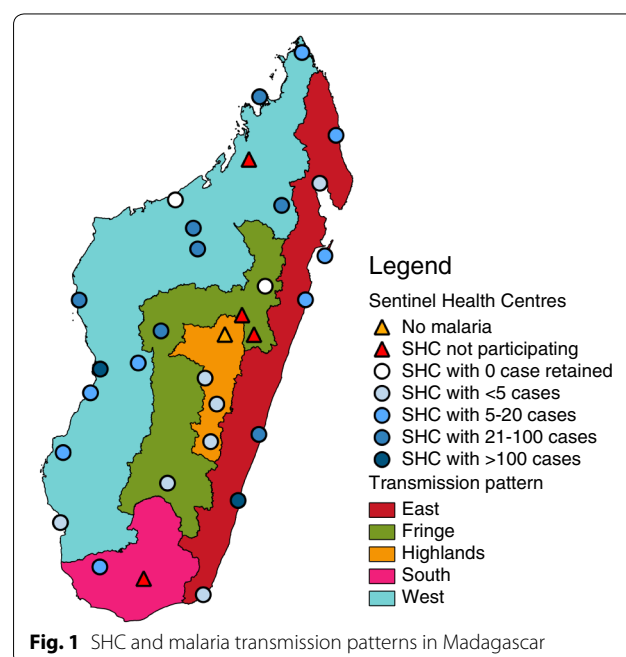 Legend
Sentinel Health Centres
No malaria
SHC not participating
SHC with 0 case retained
SHC with <5 cases
SHC with 5-20 cases
SHC with 21-100 cases
SHC with >100 cases
Transmission pattern
East
Fringe
Highlands
South
West
Fig. 1 SHC and malaria transmission patterns in Madagascar